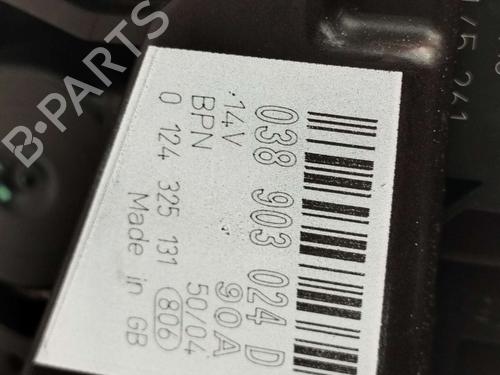 038 903 024 D
14V 90A
BPN 50/04
0 124 325 131 806
Made in GB
B-PARTS